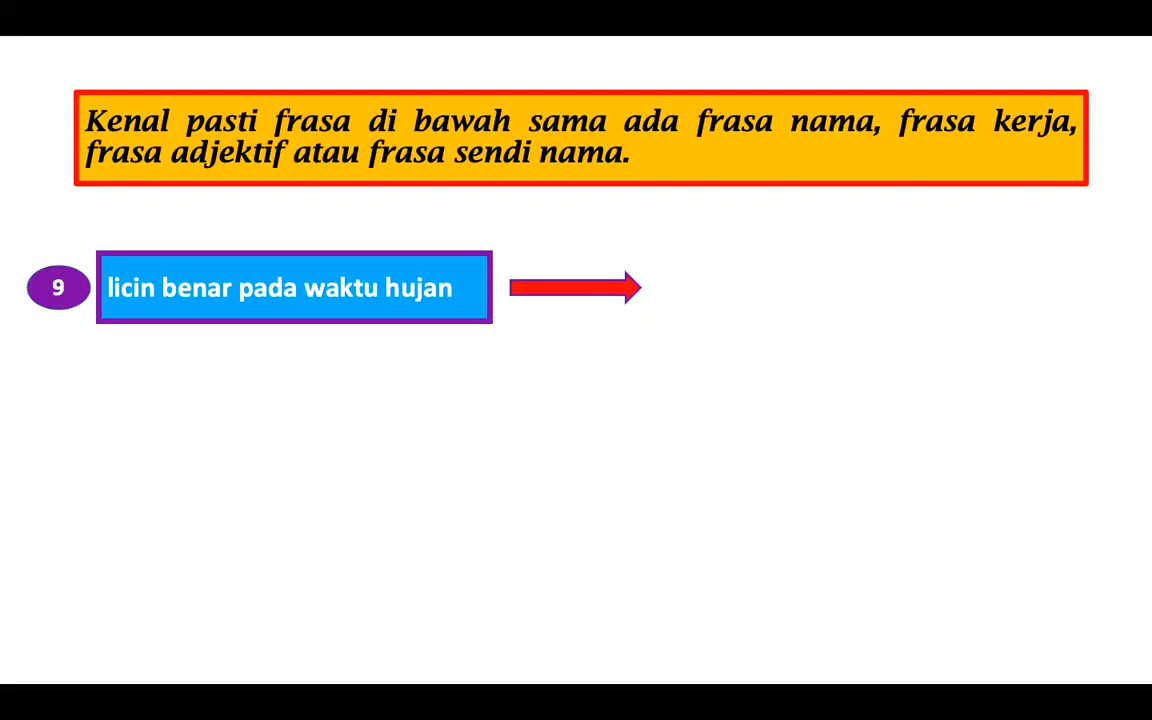 Kenal pasti frasa di bawah sama ada frasa nama, frasa kerja,
frasa adjektif atau frasa sendi nama.
9 licin benar pada waktu hujan